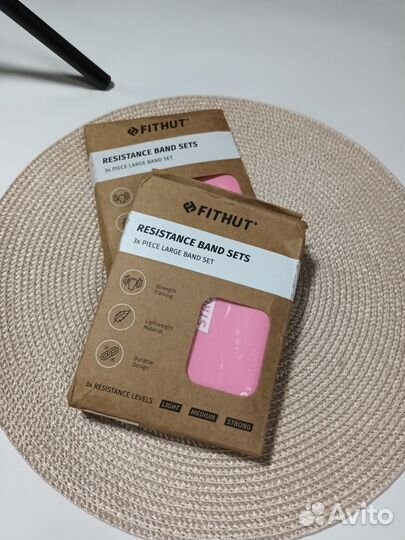 FITHUT®
RESISTANCE BAND SETS
3x PIECE LARGE BAND SET
FITHUT®
RESISTANCE BAND SETS
3x PIECE LARGE BAND SET
Strength
Training
Lightweight
Material
Durable
Design
3x RESISTANCE LEVELS
LIGHT
MEDIUM
STRONG
Avito